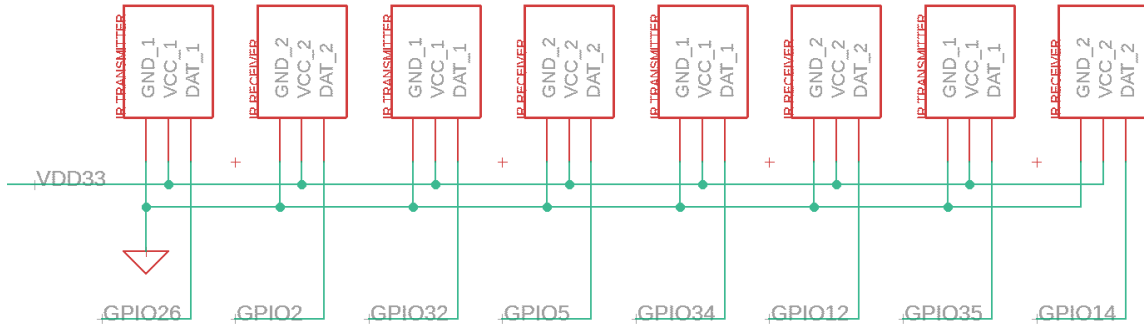 IR TRANSMITTER
GND_1
VCC_1
DAT_1
IR RECEIVER
GND_2
VCC_2
DAT_2
IR TRANSMITTER
GND_1
VCC_1
DAT_1
IR RECEIVER
GND_2
VCC_2
DAT_2
IR TRANSMITTER
GND_1
VCC_1
DAT_1
IR RECEIVER
GND_2
VCC_2
DAT_2
IR TRANSMITTER
GND_1
VCC_1
DAT_1
IR RECEIVER
GND_2
VCC_2
DAT_2
VDD33
GPIO26
GPIO2
GPIO32
GPIO5
GPIO34
GPIO12
GPIO35
GPIO14